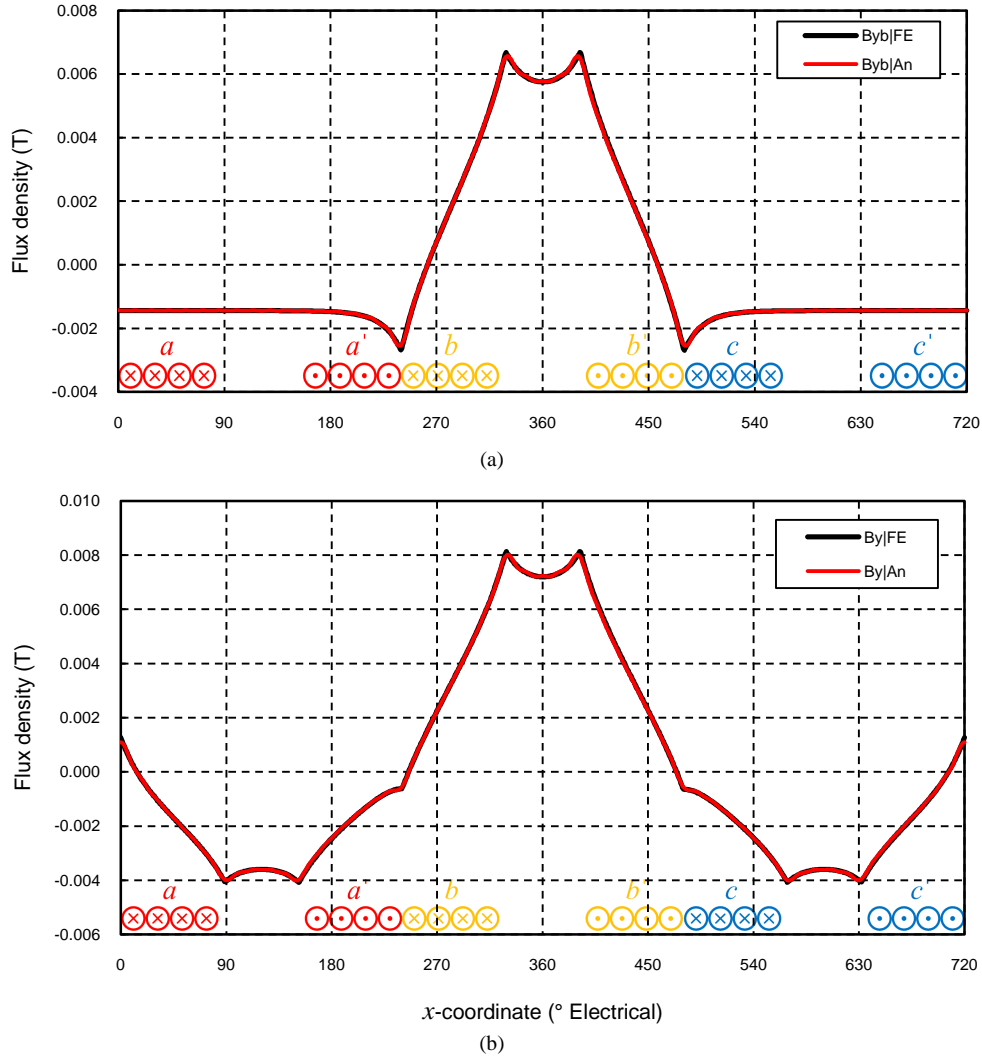 0.008
0.006
0.004
0.002
0.000
-0.002
-0.004
Flux density (T)
Byb|FE
Byb|An
a a' b b' c c'
0 90 180 270 360 450 540 630 720
(a)
0.010
0.008
0.006
0.004
0.002
0.000
-0.002
-0.004
-0.006
Flux density (T)
By|FE
By|An
a a' b b' c c'
0 90 180 270 360 450 540 630 720
x-coordinate (° Electrical)
(b)